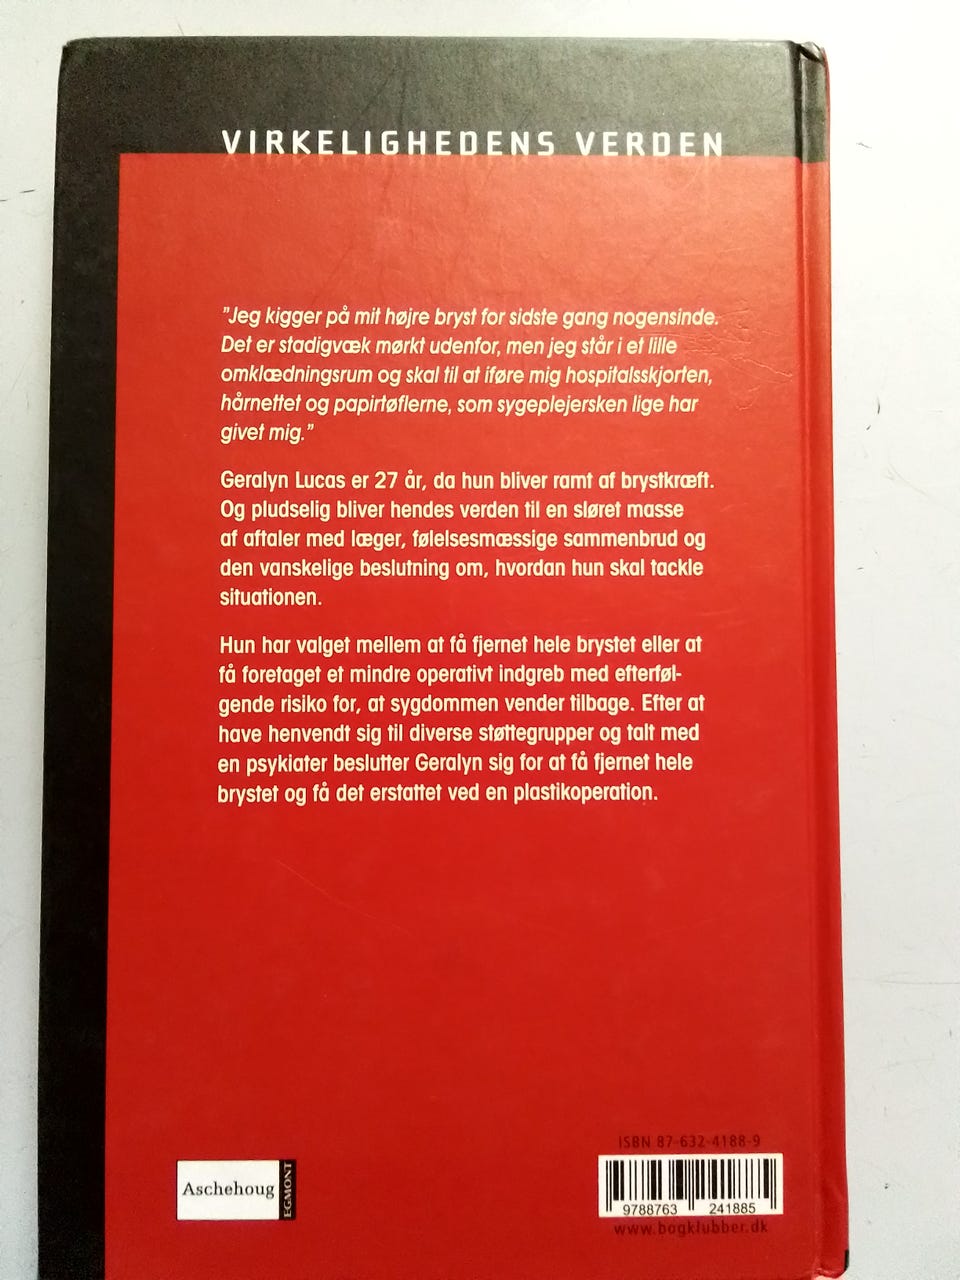 VIRKELIGHEDENS VERDEN
"Jeg kigger på mit højre bryst for sidste gang nogensinde.
Det er stadigvæk mørkt udenfor, men jeg står i et lille
omklædningsrum og skal til at iføre mig hospitalsskjorten,
hårnettet og papirtøflerne, som sygeplejersken lige har
givet mig."
Geralyn Lucas er 27 år, da hun bliver ramt af brystkræft.
Og pludselig bliver hendes verden til en sløret masse
af aftaler med læger, følelsesmæssige sammenbrud og
den vanskelige beslutning om, hvordan hun skal tackle
situationen.
Hun har valget mellem at få fjernet hele brystet eller at
få foretaget et mindre operativt indgreb med efterføl-
gende risiko for, at sygdommen vender tilbage. Efter at
have henvendt sig til diverse støttegrupper og talt med
en psykiater beslutter Geralyn sig for at få fjernet hele
brystet og få det erstattet ved en plastikoperation.
ISBN 87-632-4188-9
Aschehoug
EGMONT
9788763 241885
www.bogklubber.dk